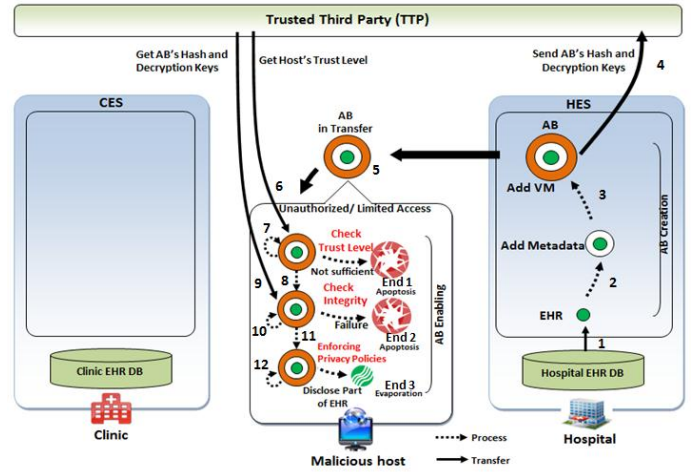 Trusted Third Party (TTP)
Get AB's Hash and
Decryption Keys
Get Host's Trust Level
Send AB's Hash and
Decryption Keys
4
CES
HES
AB
in Transfer
5
AB
Add VM
3
6
Unauthorized/ Limited Access
7
Check
Trust Level
Not sufficient
End 1
Apoptosis
8
9
Check
Integrity
10
Failure
End 2
Apoptosis
11
Enforcing
Privacy Policies
12
Disclose Part
of EHR
End 3
Evaporation
AB Enabling
Add Metadata
2
EHR
AB Creation
1
Clinic EHR DB
Hospital EHR DB
Clinic
Malicious host
Process
Transfer
Hospital